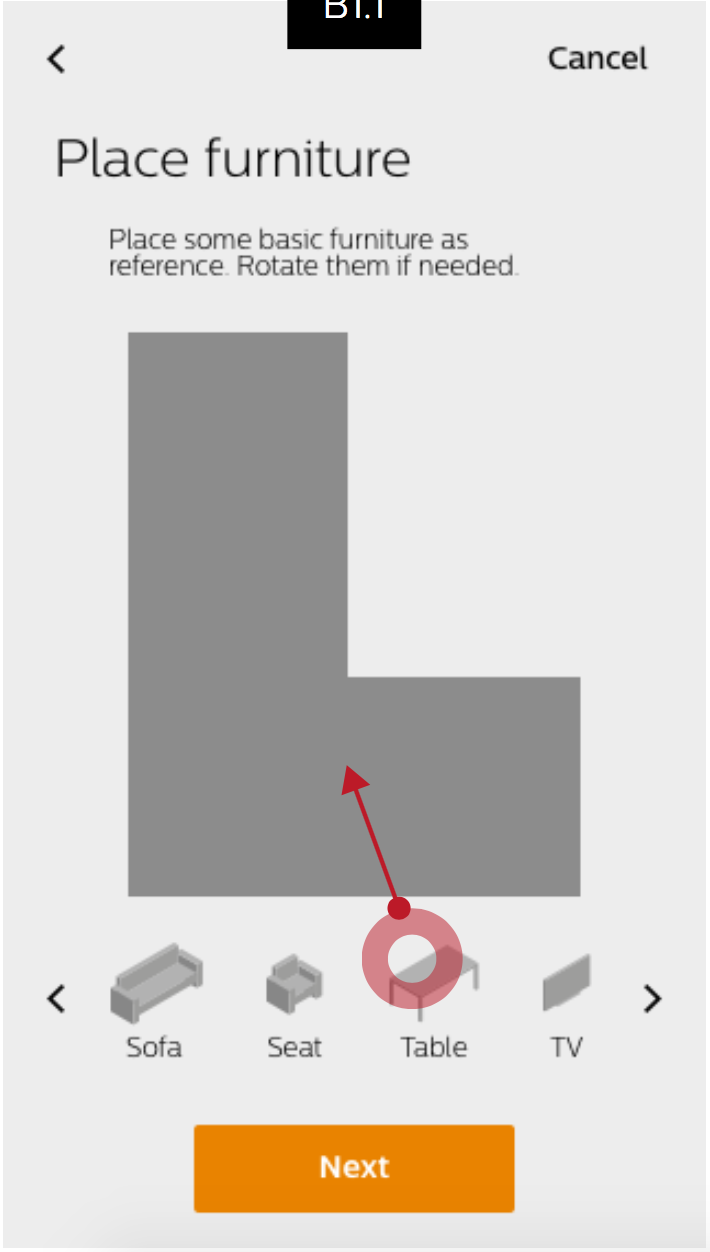 B1.1
Cancel
Place furniture
Place some basic furniture as
reference. Rotate them if needed.
Sofa
Seat
Table
TV
Next